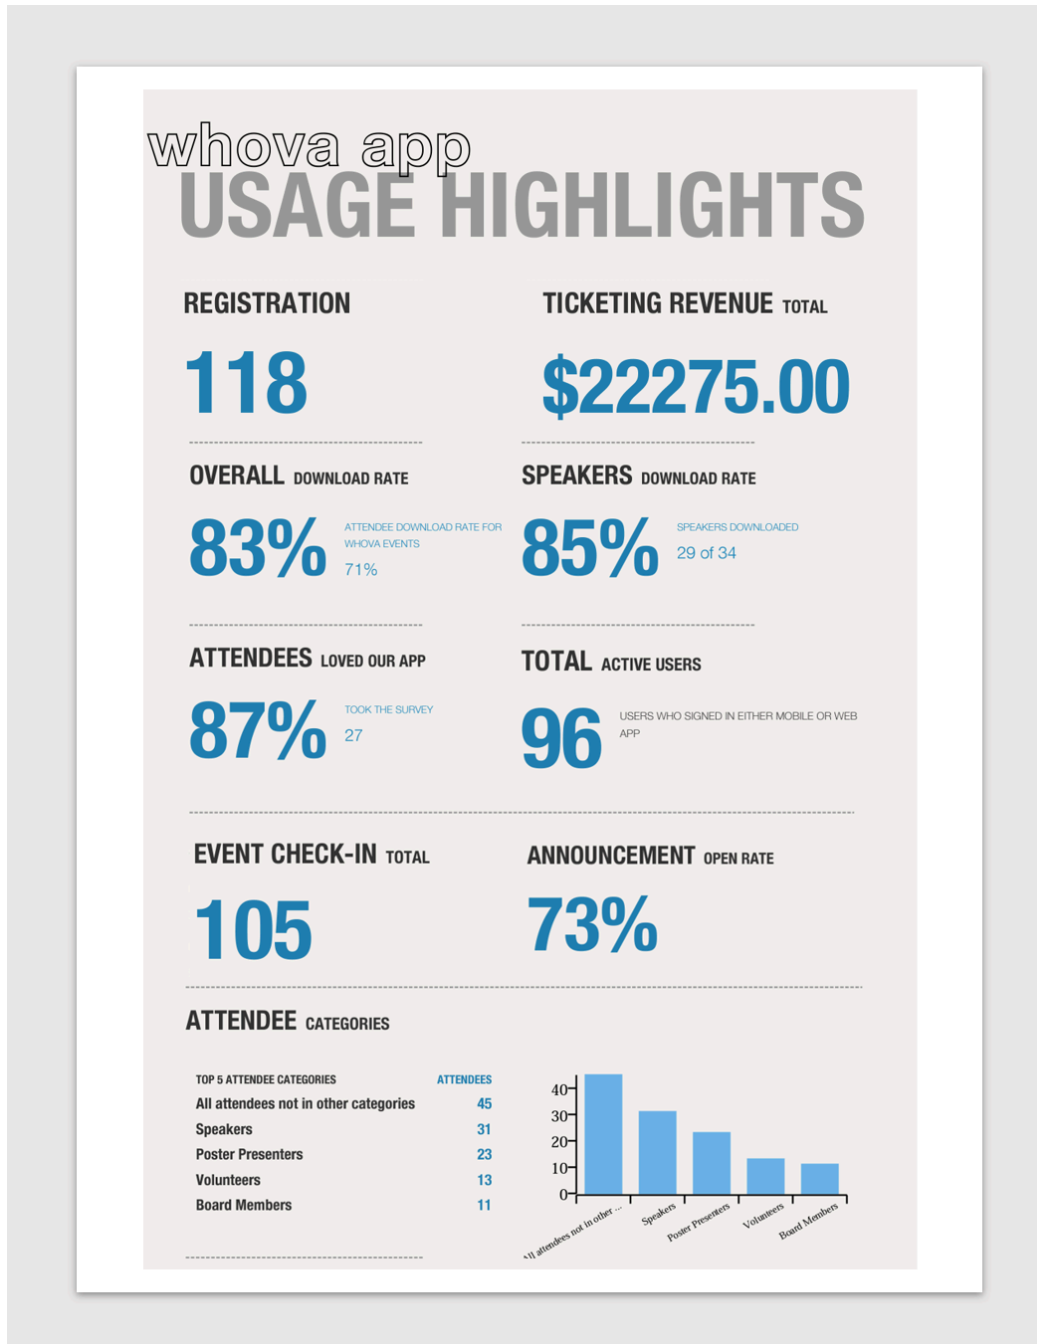 whova app
USAGE HIGHLIGHTS
REGISTRATION
118
TICKETING REVENUE TOTAL
$22275.00
OVERALL DOWNLOAD RATE
83%
ATTENDEE DOWNLOAD RATE FOR
WHOVA EVENTS
71%
SPEAKERS DOWNLOAD RATE
85%
SPEAKERS DOWNLOADED
29 of 34
ATTENDEES LOVED OUR APP
87%
TOOK THE SURVEY
27
TOTAL ACTIVE USERS
96
USERS WHO SIGNED IN EITHER MOBILE OR WEB
APP
EVENT CHECK-IN TOTAL
105
ANNOUNCEMENT OPEN RATE
73%
ATTENDEE CATEGORIES
TOP 5 ATTENDEE CATEGORIES ATTENDEES
All attendees not in other categories 45
Speakers 31
Poster Presenters 23
Volunteers 13
Board Members 11
40
30
20
10
0
All attendees not in other ...
Speakers
Poster Presenters
Volunteers
Board Members